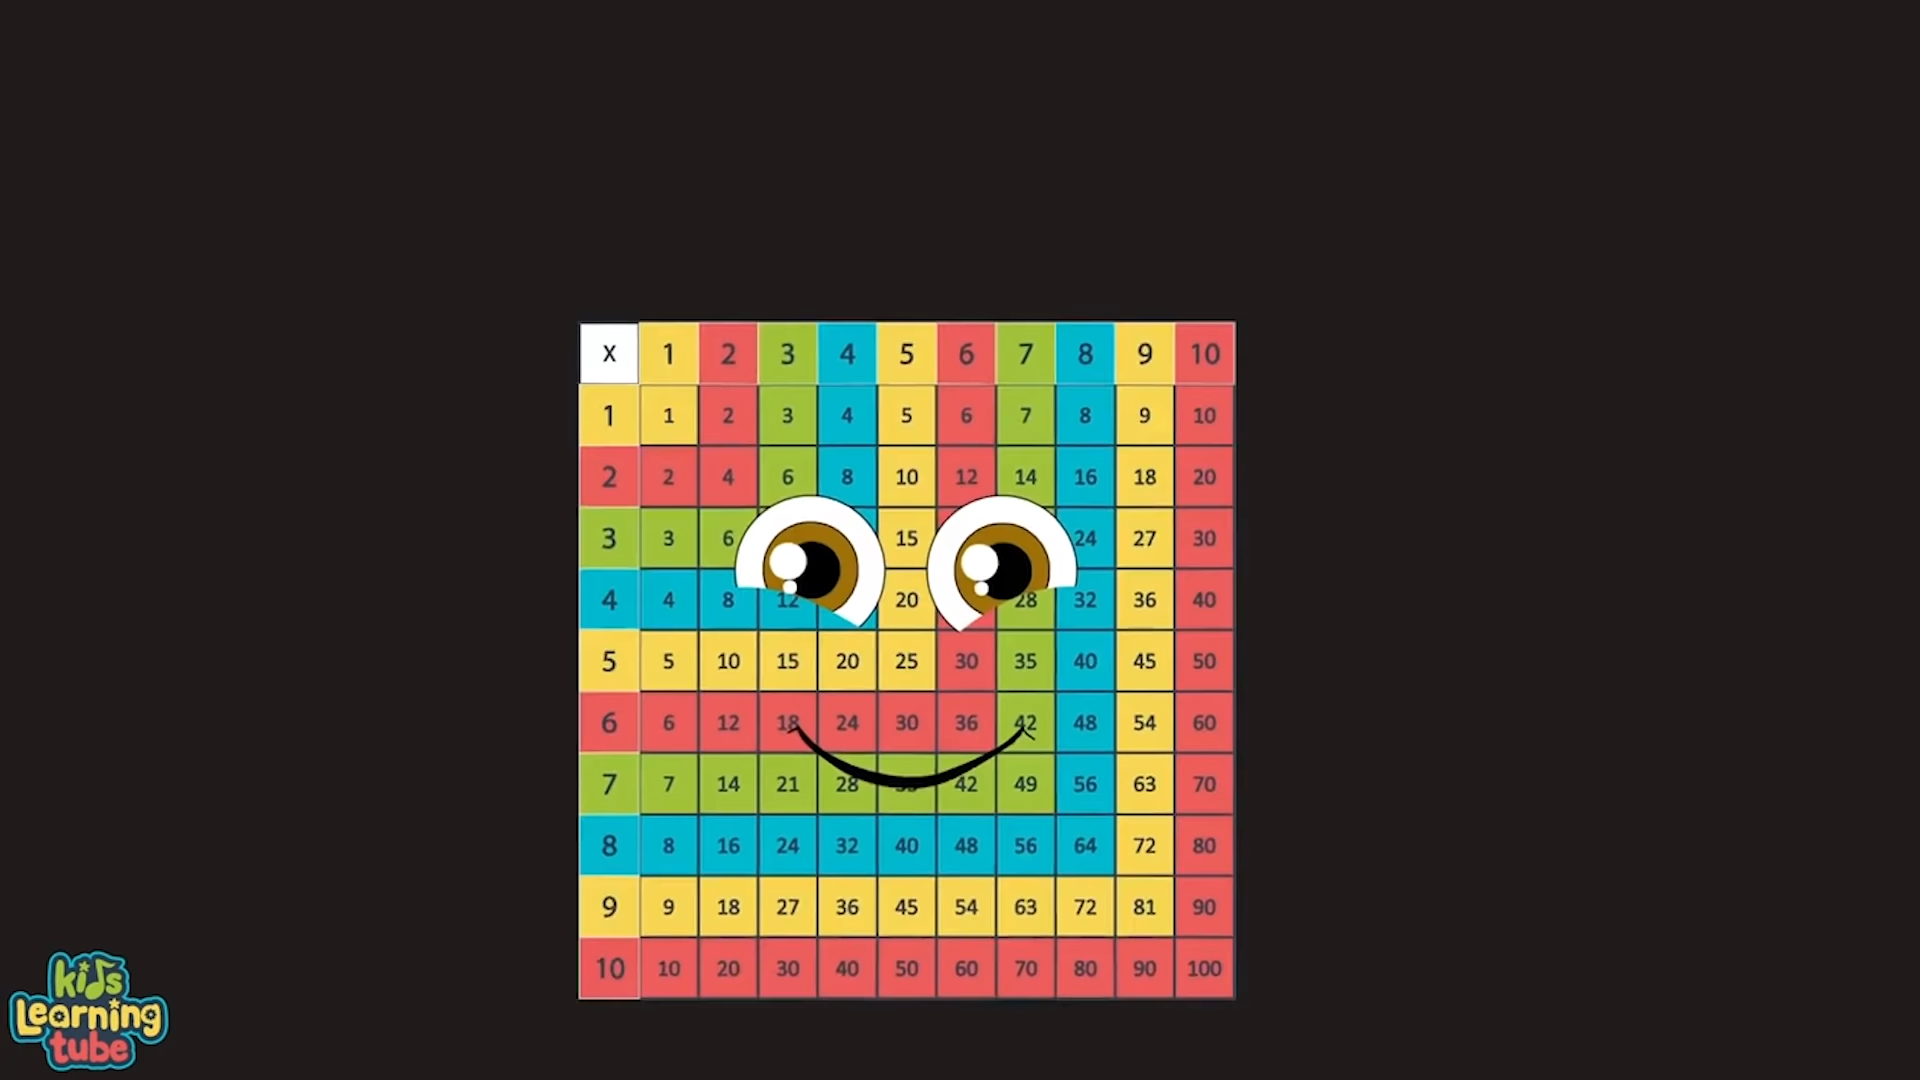 x 1 2 3 4 5 6 7 8 9 10
1 1 2 3 4 5 6 7 8 9 10
2 2 4 6 8 10 12 14 16 18 20
3 3 6 15 24 27 30
4 4 8 12 20 28 32 36 40
5 5 10 15 20 25 30 35 40 45 50
6 6 12 18 24 30 36 42 48 54 60
7 7 14 21 28 42 49 56 63 70
8 8 16 24 32 40 48 56 64 72 80
9 9 18 27 36 45 54 63 72 81 90
10 10 20 30 40 50 60 70 80 90 100
kids
Learning
tube